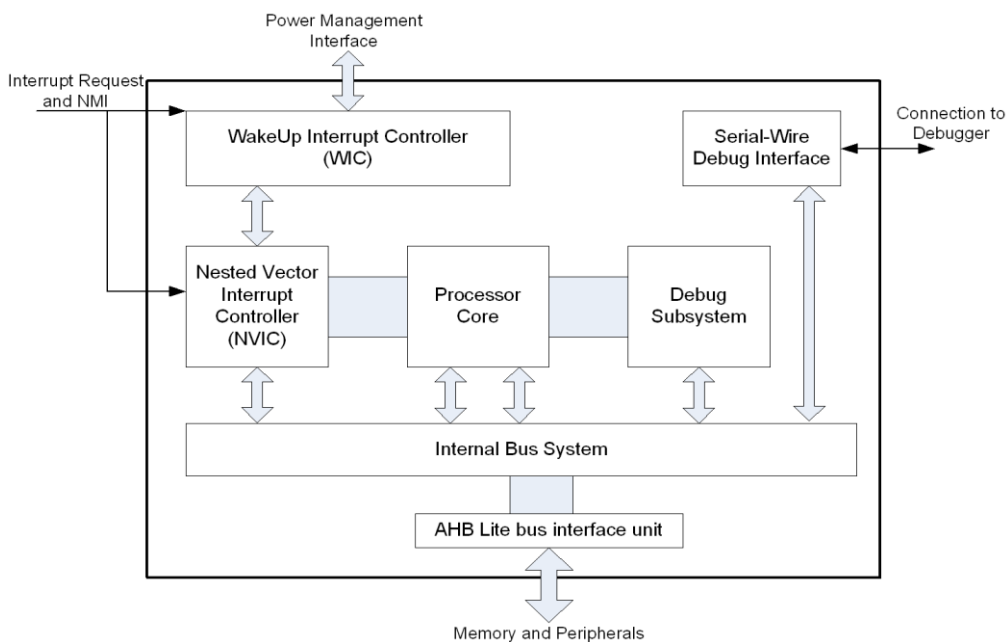 Power Management
Interface
Interrupt Request
and NMI
WakeUp Interrupt Controller
(WIC)
Serial-Wire
Debug Interface
Connection to
Debugger
Nested Vector
Interrupt
Controller
(NVIC)
Processor
Core
Debug
Subsystem
Internal Bus System
AHB Lite bus interface unit
Memory and Peripherals